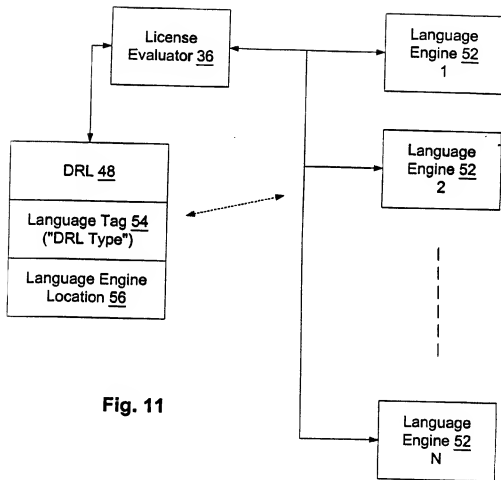 License
Evaluator 36
Language
Engine 52
1
DRL 48
Language Tag 54
("DRL Type")
Language Engine
Location 56
Language
Engine 52
2
Fig. 11
Language
Engine 52
N